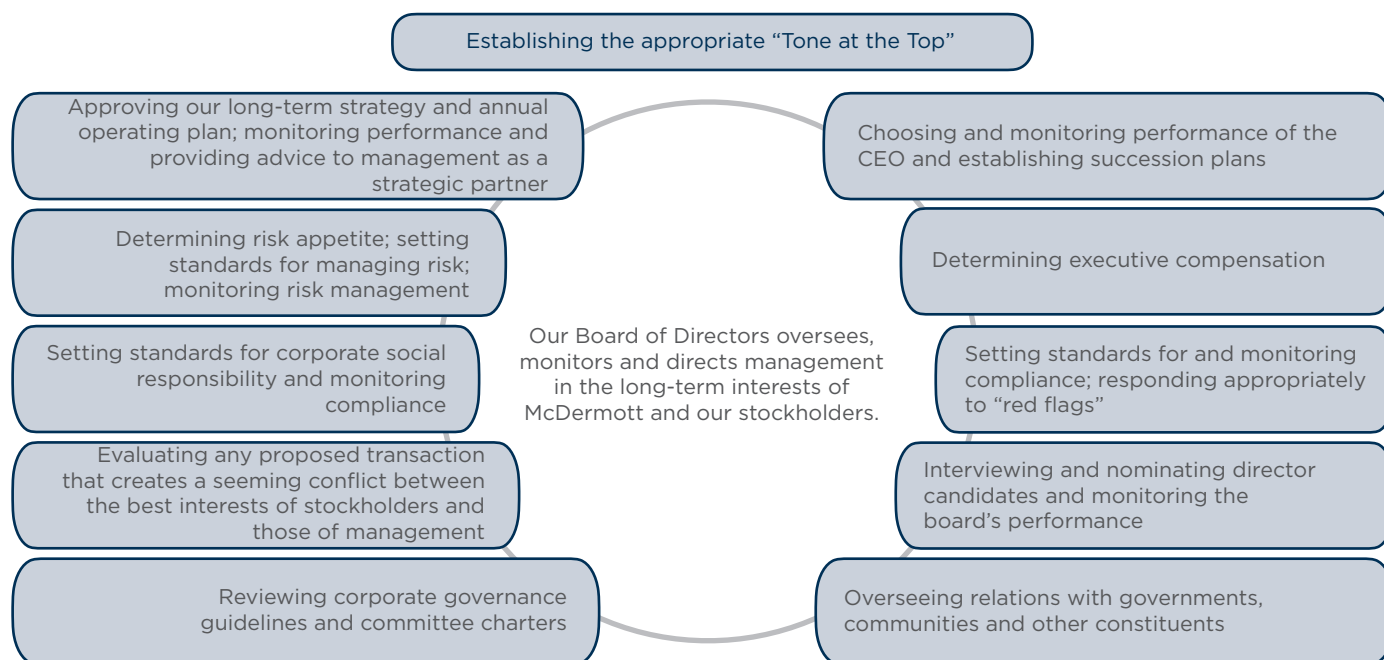 Establishing the appropriate “Tone at the Top”
Approving our long-term strategy and annual
operating plan; monitoring performance and
providing advice to management as a
strategic partner
Determining risk appetite; setting
standards for managing risk;
monitoring risk management
Setting standards for corporate social
responsibility and monitoring
compliance
Evaluating any proposed transaction
that creates a seeming conflict between
the best interests of stockholders and
those of management
Reviewing corporate governance
guidelines and committee charters
Our Board of Directors oversees,
monitors and directs management
in the long-term interests of
McDermott and our stockholders.
Choosing and monitoring performance of the
CEO and establishing succession plans
Determining executive compensation
Setting standards for and monitoring
compliance; responding appropriately
to “red flags”
Interviewing and nominating director
candidates and monitoring the
board’s performance
Overseeing relations with governments,
communities and other constituents